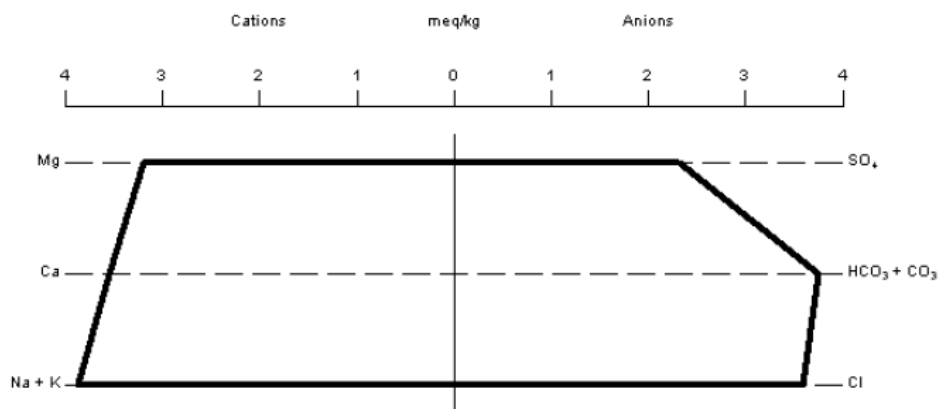 Cations meq/kg Anions
4 3 2 1 0 1 2 3 4
Mg SO₄
Ca HCO₃ + CO₃
Na + K Cl